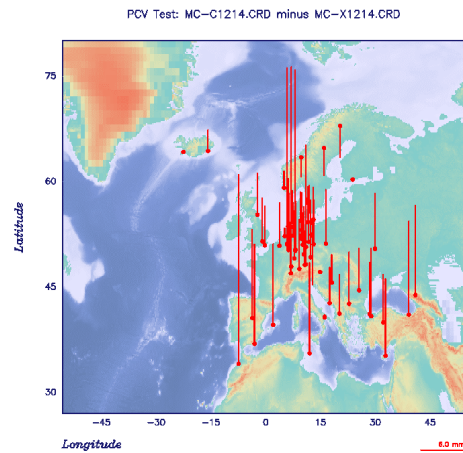 PCV Test: MC-C1214.CRD minus MC-X1214.CRD
75
60
45
30
Latitude
-45 -30 -15 0 15 30 45
Longitude
6.0 mm